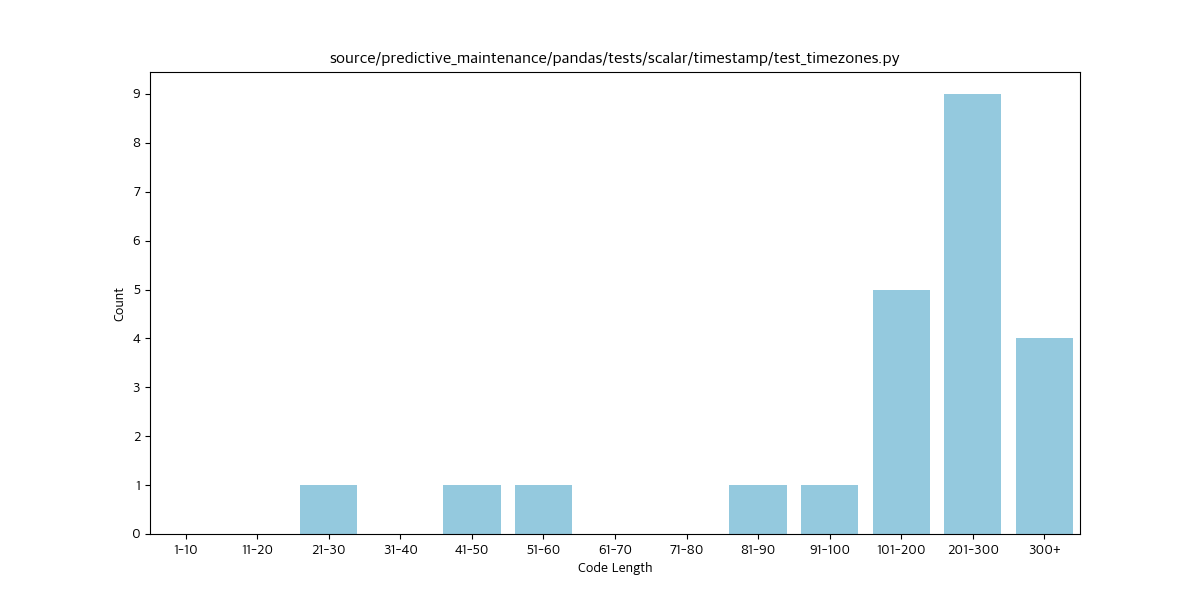 source/predictive_maintenance/pandas/tests/scalar/timestamp/test_timezones.py
9
8
7
6
5
4
3
2
1
0
Count
1-10 11-20 21-30 31-40 41-50 51-60 61-70 71-80 81-90 91-100 101-200 201-300 300+
Code Length